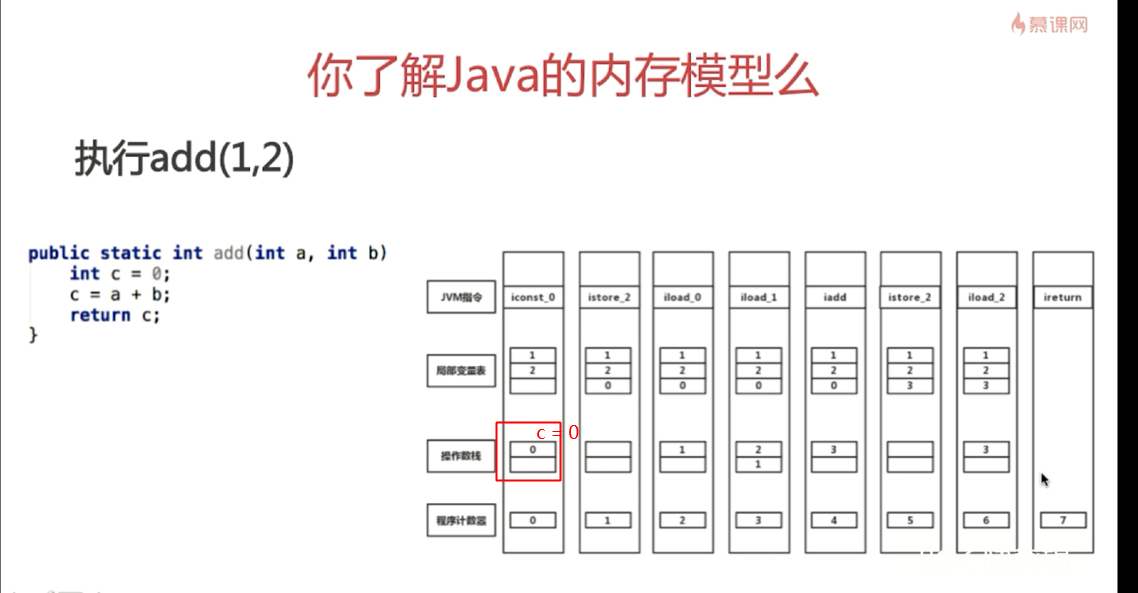 慕课网
你了解Java的内存模型么
执行add(1,2)
public static int add(int a, int b)
int c = 0;
c = a + b;
return c;
}
JVM指令 iconst_0 istore_2 iload_0 iload_1 iadd istore_2 iload_2 ireturn
局部变量表 1 1 1 1 1 1 1
2 2 2 2 2 2 2
0 0 0 0 3 3
c = 0
操作数栈 0 1 2 3 3
1
程序计数器 0 1 2 3 4 5 6 7